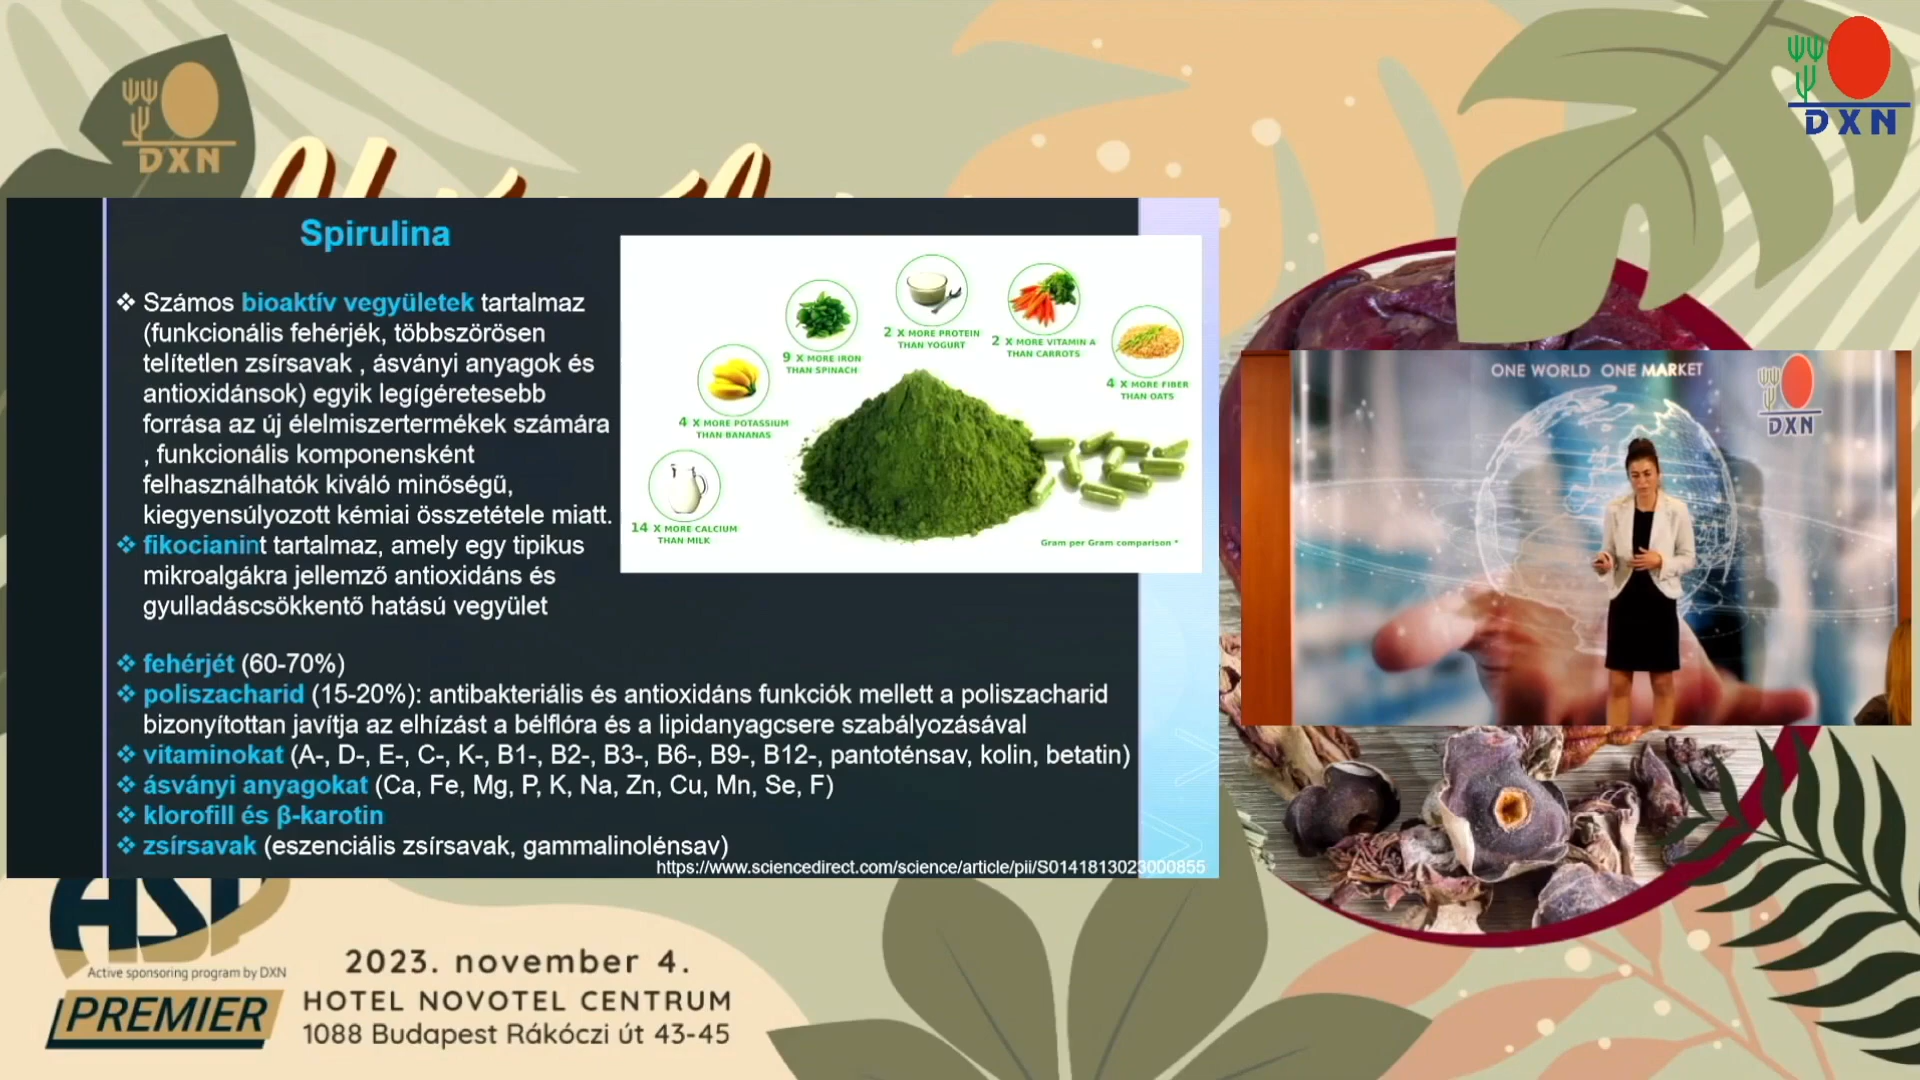 DXN
DXN
Spirulina
❖ Számos bioaktív vegyületek tartalmaz
(funkcionális fehérjék, többszörösen
telítetlen zsírsavak , ásványi anyagok és
antioxidánsok) egyik legígéretesebb
forrása az új élelmiszertermékek számára
, funkcionális komponensként
felhasználhatók kiváló minőségű,
kiegyensúlyozott kémiai összetétele miatt.
❖ fikocianint tartalmaz, amely egy tipikus
mikroalgákra jellemző antioxidáns és
gyulladáscsökkentő hatású vegyület
❖ fehérjét (60-70%)
❖ poliszacharid (15-20%): antibakteriális és antioxidáns funkciók mellett a poliszacharid
bizonyítottan javítja az elhízást a bélflóra és a lipidanyagcsere szabályozásával
❖ vitaminokat (A-, D-, E-, C-, K-, B1-, B2-, B3-, B6-, B9-, B12-, pantoténsav, kolin, betatin)
❖ ásványi anyagokat (Ca, Fe, Mg, P, K, Na, Zn, Cu, Mn, Se, F)
❖ klorofill és β-karotin
❖ zsírsavak (eszenciális zsírsavak, gammalinolénsav)
https://www.sciencedirect.com/science/article/pii/S0141813023000855
14 X MORE CALCIUM
THAN MILK
4 X MORE POTASSIUM
THAN BANANAS
9 X MORE IRON
THAN SPINACH
2 X MORE PROTEIN
THAN YOGURT
2 X MORE VITAMIN A
THAN CARROTS
4 X MORE FIBER
THAN OATS
Gram per Gram comparison *
ONE WORLD ONE MARKET
DXN
Active sponsoring program by DXN
PREMIER
2023. november 4.
HOTEL NOVOTEL CENTRUM
1088 Budapest Rákóczi út 43-45